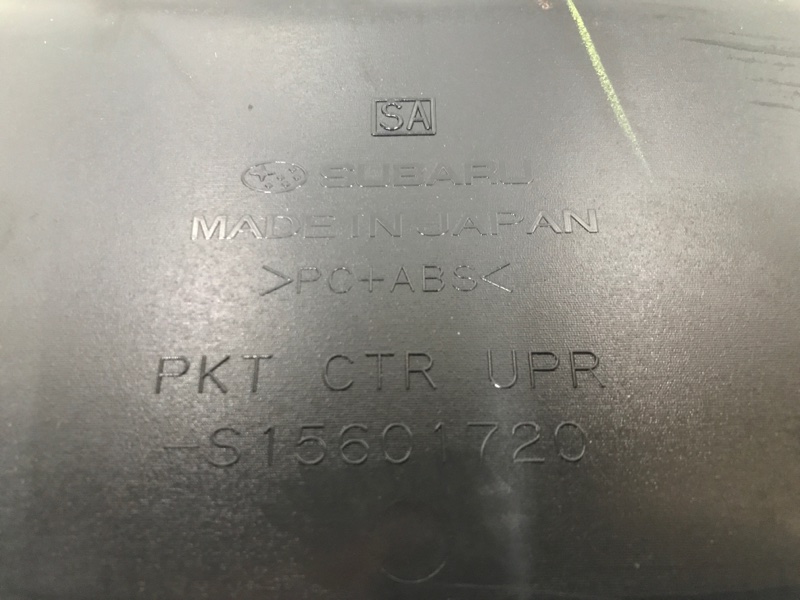 SA
SUBARU
MADE IN JAPAN
>PC+ABS<
PKT CTR UPR
-S15601720